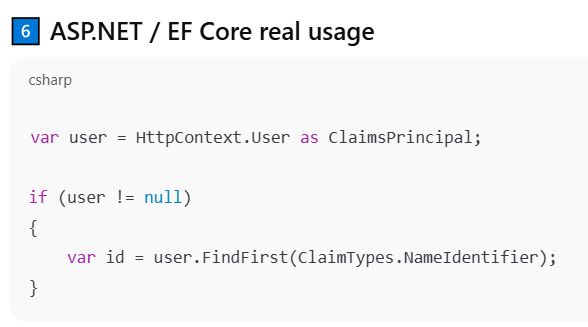 6 ASP.NET / EF Core real usage
csharp
var user = HttpContext.User as ClaimsPrincipal;
if (user != null)
{
    var id = user.FindFirst(ClaimTypes.NameIdentifier);
}